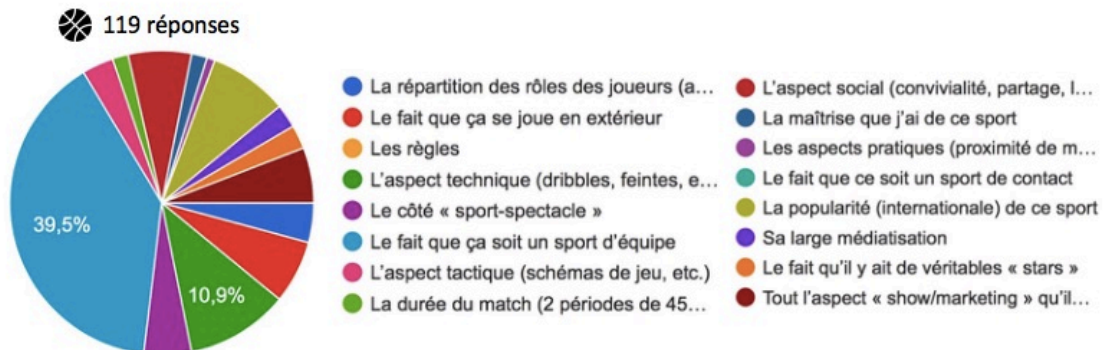 119 réponses
39,5%
10,9%
La répartition des rôles des joueurs (a…
Le fait que ça se joue en extérieur
Les règles
L'aspect technique (dribbles, feintes, e…
Le côté « sport-spectacle »
Le fait que ça soit un sport d'équipe
L'aspect tactique (schémas de jeu, etc.)
La durée du match (2 périodes de 45…
L'aspect social (convivialité, partage, l…
La maîtrise que j'ai de ce sport
Les aspects pratiques (proximité de m…
Le fait que ce soit un sport de contact
La popularité (internationale) de ce sport
Sa large médiatisation
Le fait qu'il y ait de véritables « stars »
Tout l'aspect « show/marketing » qu'il…